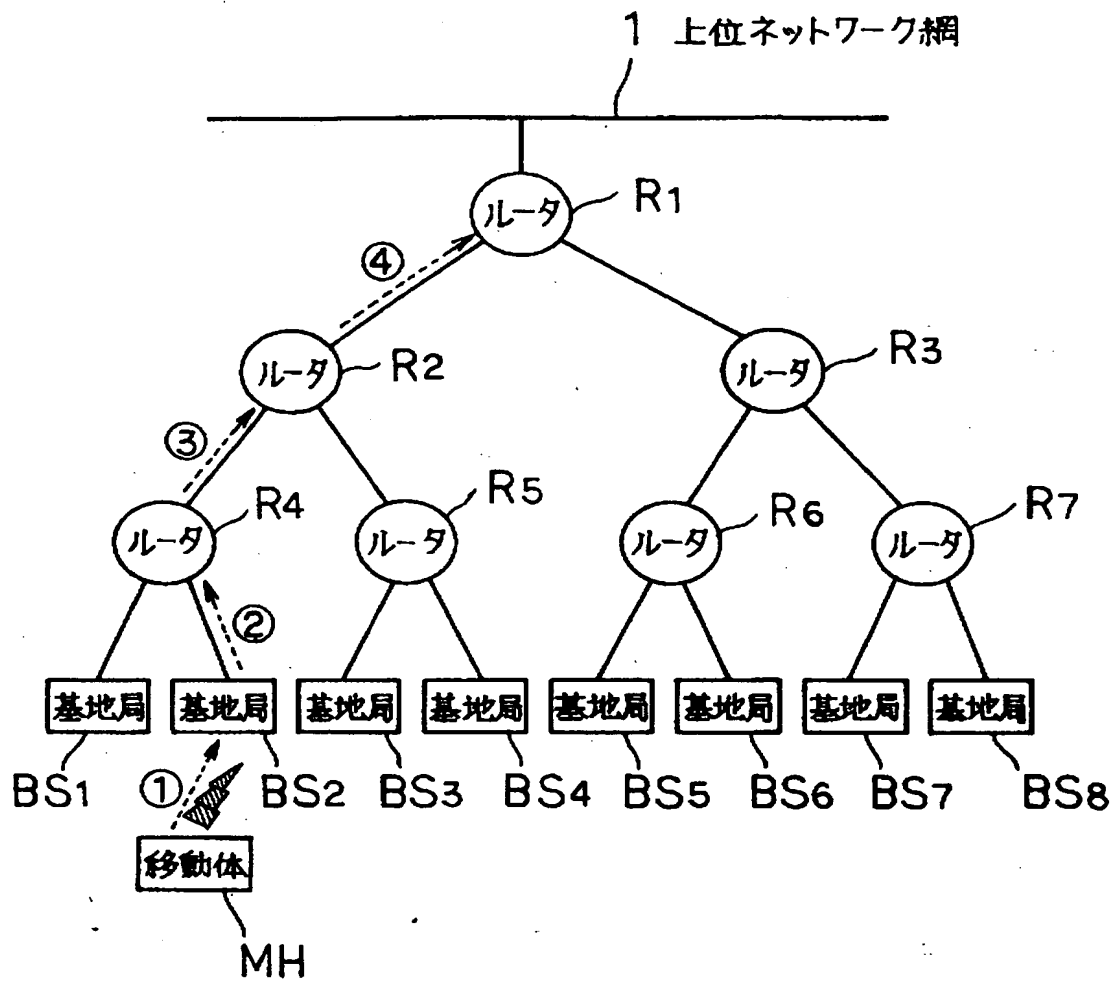 1 上位ネットワーク網
ルータ R1
④
ルータ R2
ルータ R3
③
ルータ R4
ルータ R5
ルータ R6
ルータ R7
②
基地局 基地局 基地局 基地局 基地局 基地局 基地局 基地局
BS1 ① BS2 BS3 BS4 BS5 BS6 BS7 BS8
移動体
MH